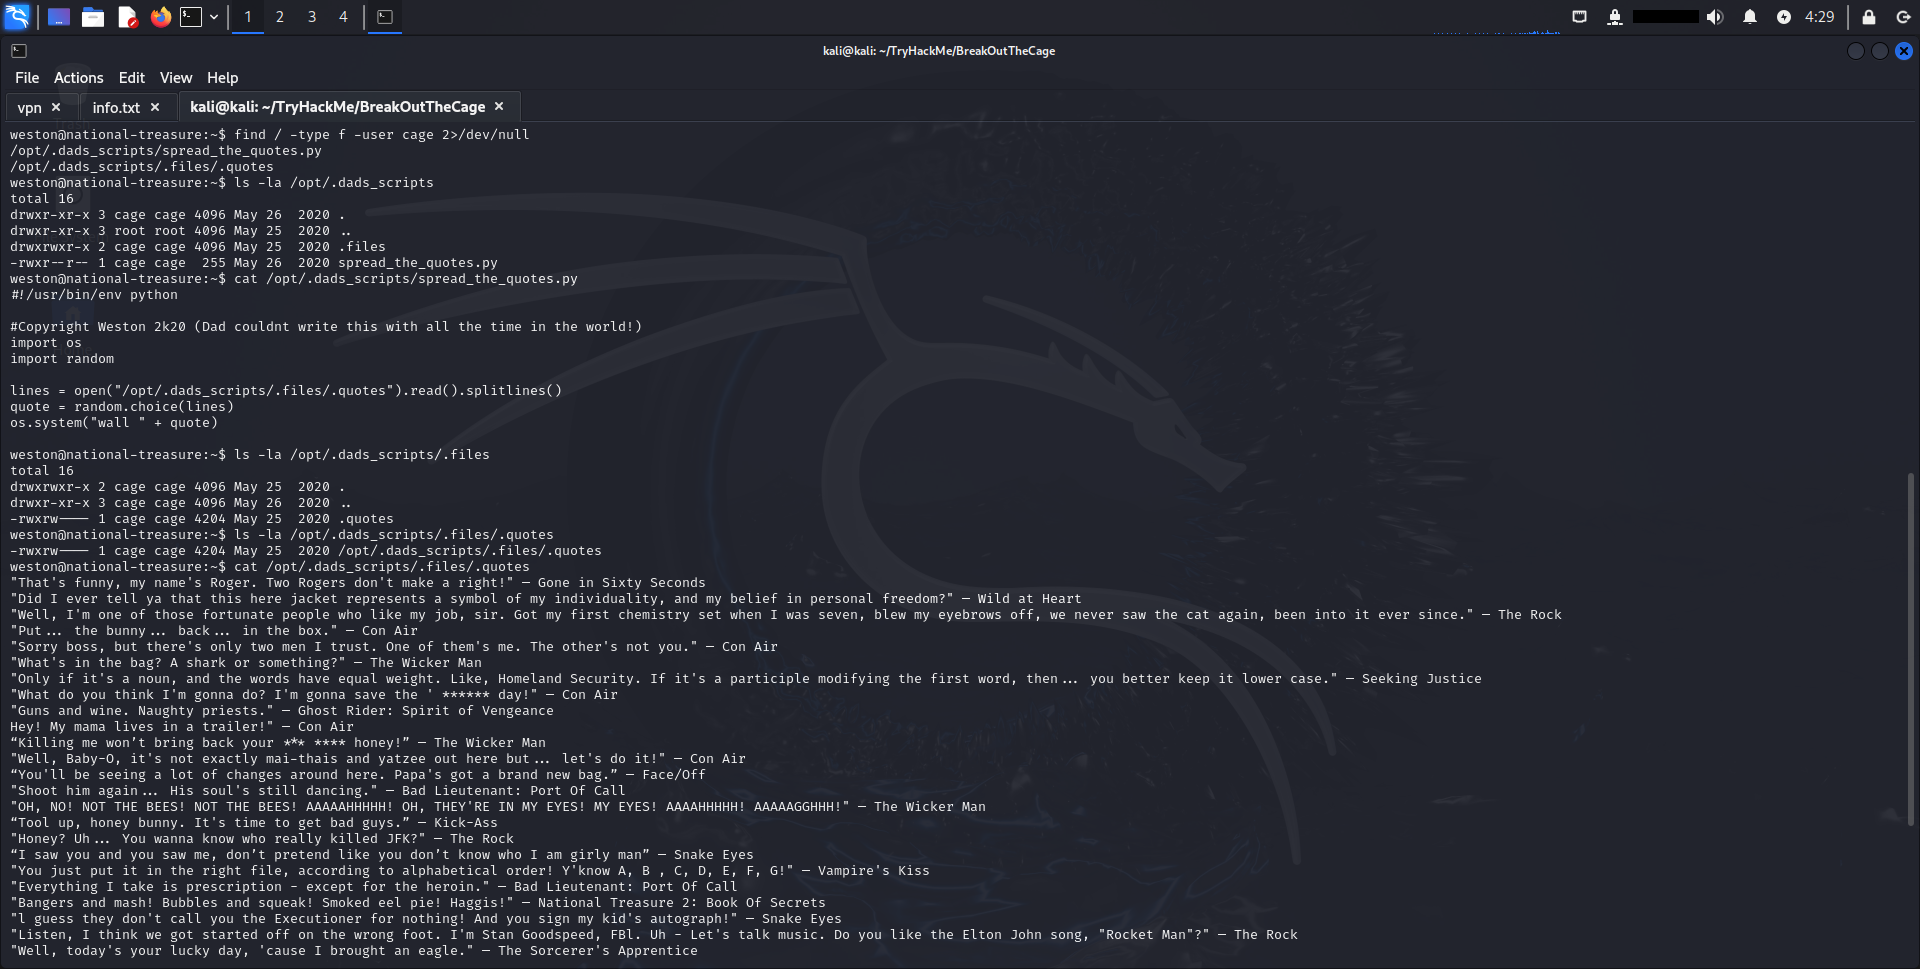 1 2 3 4 4:29
kali@kali: ~/TryHackMe/BreakOutTheCage
File Actions Edit View Help
vpn × info.txt × kali@kali: ~/TryHackMe/BreakOutTheCage ×
weston@national-treasure:~$ find / -type f -user cage 2>/dev/null
/opt/.dads_scripts/spread_the_quotes.py
/opt/.dads_scripts/.files/.quotes
weston@national-treasure:~$ ls -la /opt/.dads_scripts
total 16
drwxr-xr-x 3 cage cage 4096 May 26  2020 .
drwxr-xr-x 3 root root 4096 May 25  2020 ..
drwxrwxr-x 2 cage cage 4096 May 25  2020 .files
-rwxr--r-- 1 cage cage  255 May 26  2020 spread_the_quotes.py
weston@national-treasure:~$ cat /opt/.dads_scripts/spread_the_quotes.py
#!/usr/bin/env python
#Copyright Weston 2k20 (Dad couldnt write this with all the time in the world!)
import os
import random
lines = open("/opt/.dads_scripts/.files/.quotes").read().splitlines()
quote = random.choice(lines)
os.system("wall " + quote)
weston@national-treasure:~$ ls -la /opt/.dads_scripts/.files
total 16
drwxrwxr-x 2 cage cage 4096 May 25  2020 .
drwxr-xr-x 3 cage cage 4096 May 26  2020 ..
-rwxrw---- 1 cage cage 4204 May 25  2020 .quotes
weston@national-treasure:~$ ls -la /opt/.dads_scripts/.files/.quotes
-rwxrw---- 1 cage cage 4204 May 25  2020 /opt/.dads_scripts/.files/.quotes
weston@national-treasure:~$ cat /opt/.dads_scripts/.files/.quotes
"That's funny, my name's Roger. Two Rogers don't make a right!" — Gone in Sixty Seconds
"Did I ever tell ya that this here jacket represents a symbol of my individuality, and my belief in personal freedom?" — Wild at Heart
"Well, I'm one of those fortunate people who like my job, sir. Got my first chemistry set when I was seven, blew my eyebrows off, we never saw the cat again, been into it ever since." — The Rock
"Put... the bunny... back... in the box." — Con Air
"Sorry boss, but there's only two men I trust. One of them's me. The other's not you." — Con Air
"What's in the bag? A shark or something?" — The Wicker Man
"Only if it's a noun, and the words have equal weight. Like, Homeland Security. If it's a participle modifying the first word, then... you better keep it lower case." — Seeking Justice
"What do you think I'm gonna do? I'm gonna save the ' ****** day!" — Con Air
"Guns and wine. Naughty priests." — Ghost Rider: Spirit of Vengeance
Hey! My mama lives in a trailer!" — Con Air
“Killing me won’t bring back your *** **** honey!” — The Wicker Man
"Well, Baby-O, it's not exactly mai-thais and yatzee out here but... let's do it!" — Con Air
“You'll be seeing a lot of changes around here. Papa's got a brand new bag.” — Face/Off
"Shoot him again... His soul's still dancing." — Bad Lieutenant: Port Of Call
"OH, NO! NOT THE BEES! NOT THE BEES! AAAAAHHHHH! OH, THEY'RE IN MY EYES! MY EYES! AAAAHHHHH! AAAAAGGHHH!" — The Wicker Man
“Tool up, honey bunny. It's time to get bad guys.” — Kick-Ass
"Honey? Uh... You wanna know who really killed JFK?" — The Rock
“I saw you and you saw me, don’t pretend like you don’t know who I am girly man” — Snake Eyes
"You just put it in the right file, according to alphabetical order! Y'know A, B , C, D, E, F, G!" — Vampire's Kiss
"Everything I take is prescription - except for the heroin." — Bad Lieutenant: Port Of Call
"Bangers and mash! Bubbles and squeak! Smoked eel pie! Haggis!" — National Treasure 2: Book Of Secrets
"l guess they don't call you the Executioner for nothing! And you sign my kid's autograph!" — Snake Eyes
"Listen, I think we got started off on the wrong foot. I'm Stan Goodspeed, FBl. Uh - Let's talk music. Do you like the Elton John song, "Rocket Man"?" — The Rock
"Well, today's your lucky day, 'cause I brought an eagle." — The Sorcerer's Apprentice